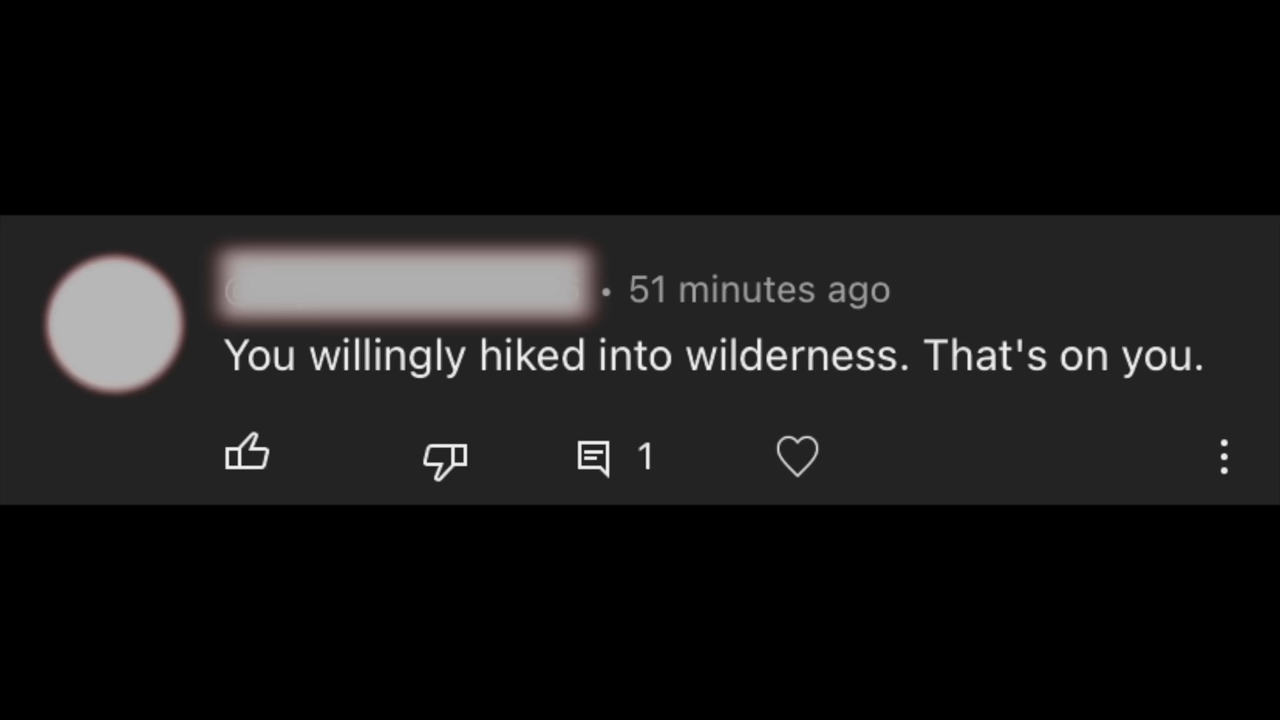 • 51 minutes ago
You willingly hiked into wilderness. That's on you.
1